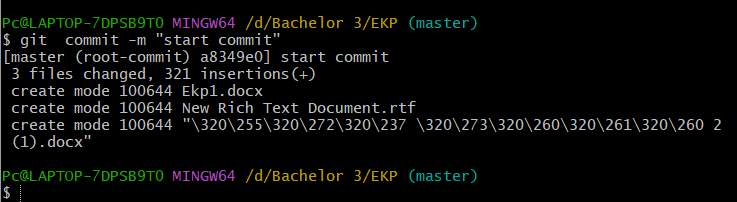 Pc@LAPTOP-7DPSB9T0 MINGW64 /d/Bachelor 3/EKP (master)
$ git  commit -m "start commit"
[master (root-commit) a8349e0] start commit
 3 files changed, 321 insertions(+)
 create mode 100644 Ekp1.docx
 create mode 100644 New Rich Text Document.rtf
 create mode 100644 "\320\255\320\272\320\237 \320\273\320\260\320\261\320\260 2
(1).docx"
Pc@LAPTOP-7DPSB9T0 MINGW64 /d/Bachelor 3/EKP (master)
$